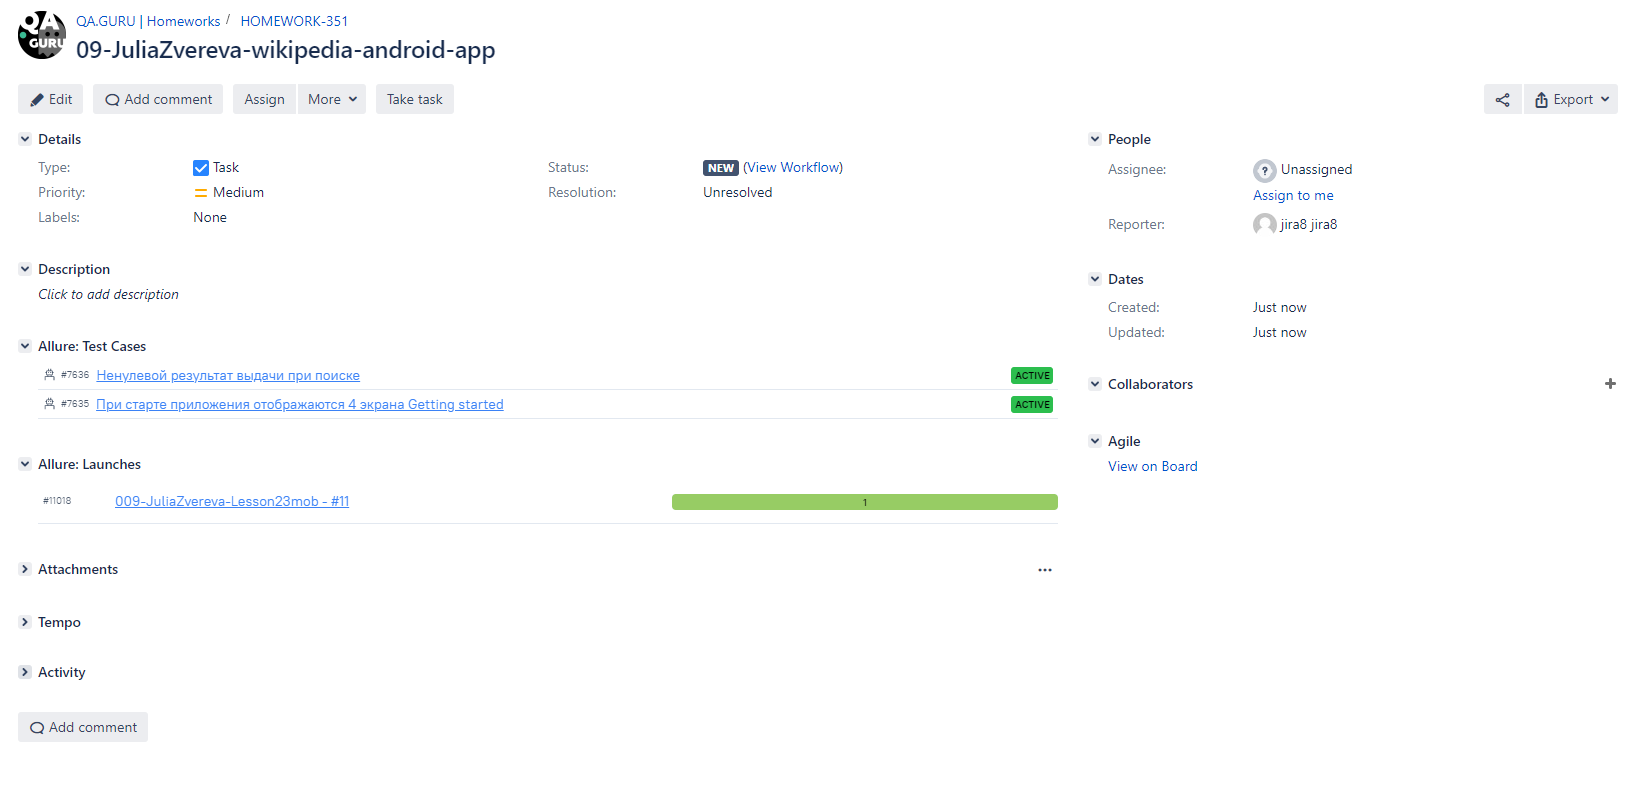 QA
GURU
QA.GURU | Homeworks / HOMEWORK-351
09-JuliaZvereva-wikipedia-android-app
Edit Add comment Assign More Take task Export
Details
Type: Task Status: NEW (View Workflow)
Priority: Medium Resolution: Unresolved
Labels: None
Description
Click to add description
Allure: Test Cases
#7636 Ненулевой результат выдачи при поиске ACTIVE
#7635 При старте приложения отображаются 4 экрана Getting started ACTIVE
Allure: Launches
#11018 009-JuliaZvereva-Lesson23mob - #11 1
Attachments
Tempo
Activity
Add comment
People
Assignee: Unassigned
Assign to me
Reporter: jira8 jira8
Dates
Created: Just now
Updated: Just now
Collaborators
Agile
View on Board